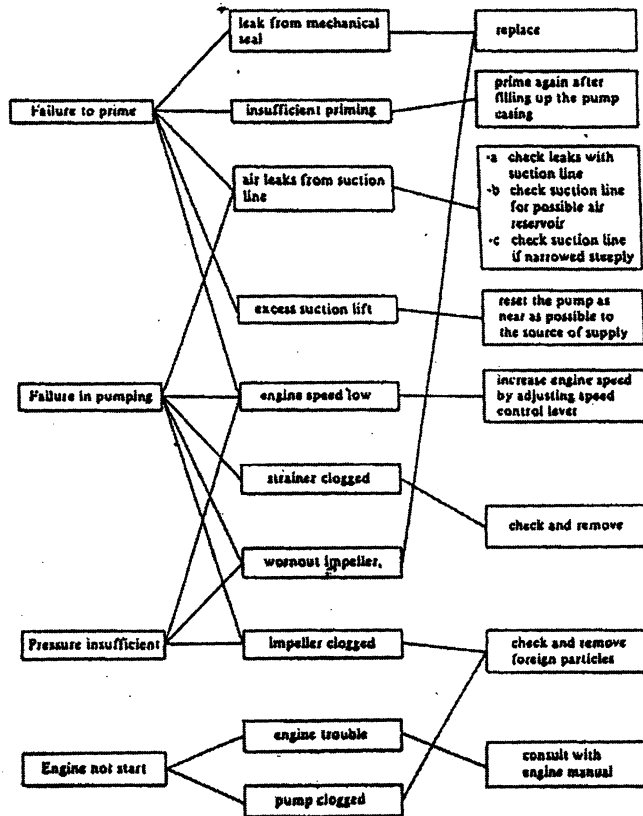 leak from mechanical
seal
replace
Failure to prime
insufficient priming
prime again after
filling up the pump
casing
air leaks from suction
line
-a check leaks with
suction line
-b check suction line
for possible air
reservoir
-c check suction line
if narrowed steeply
excess suction lift
reset the pump as
near as possible to
the source of supply
Failure in pumping
engine speed low
increase engine speed
by adjusting speed
control lever
strainer clogged
check and remove
wornout impeller.
Pressure insufficient
impeller clogged
check and remove
foreign particles
Engine not start
engine trouble
consult with
engine manual
pump clogged